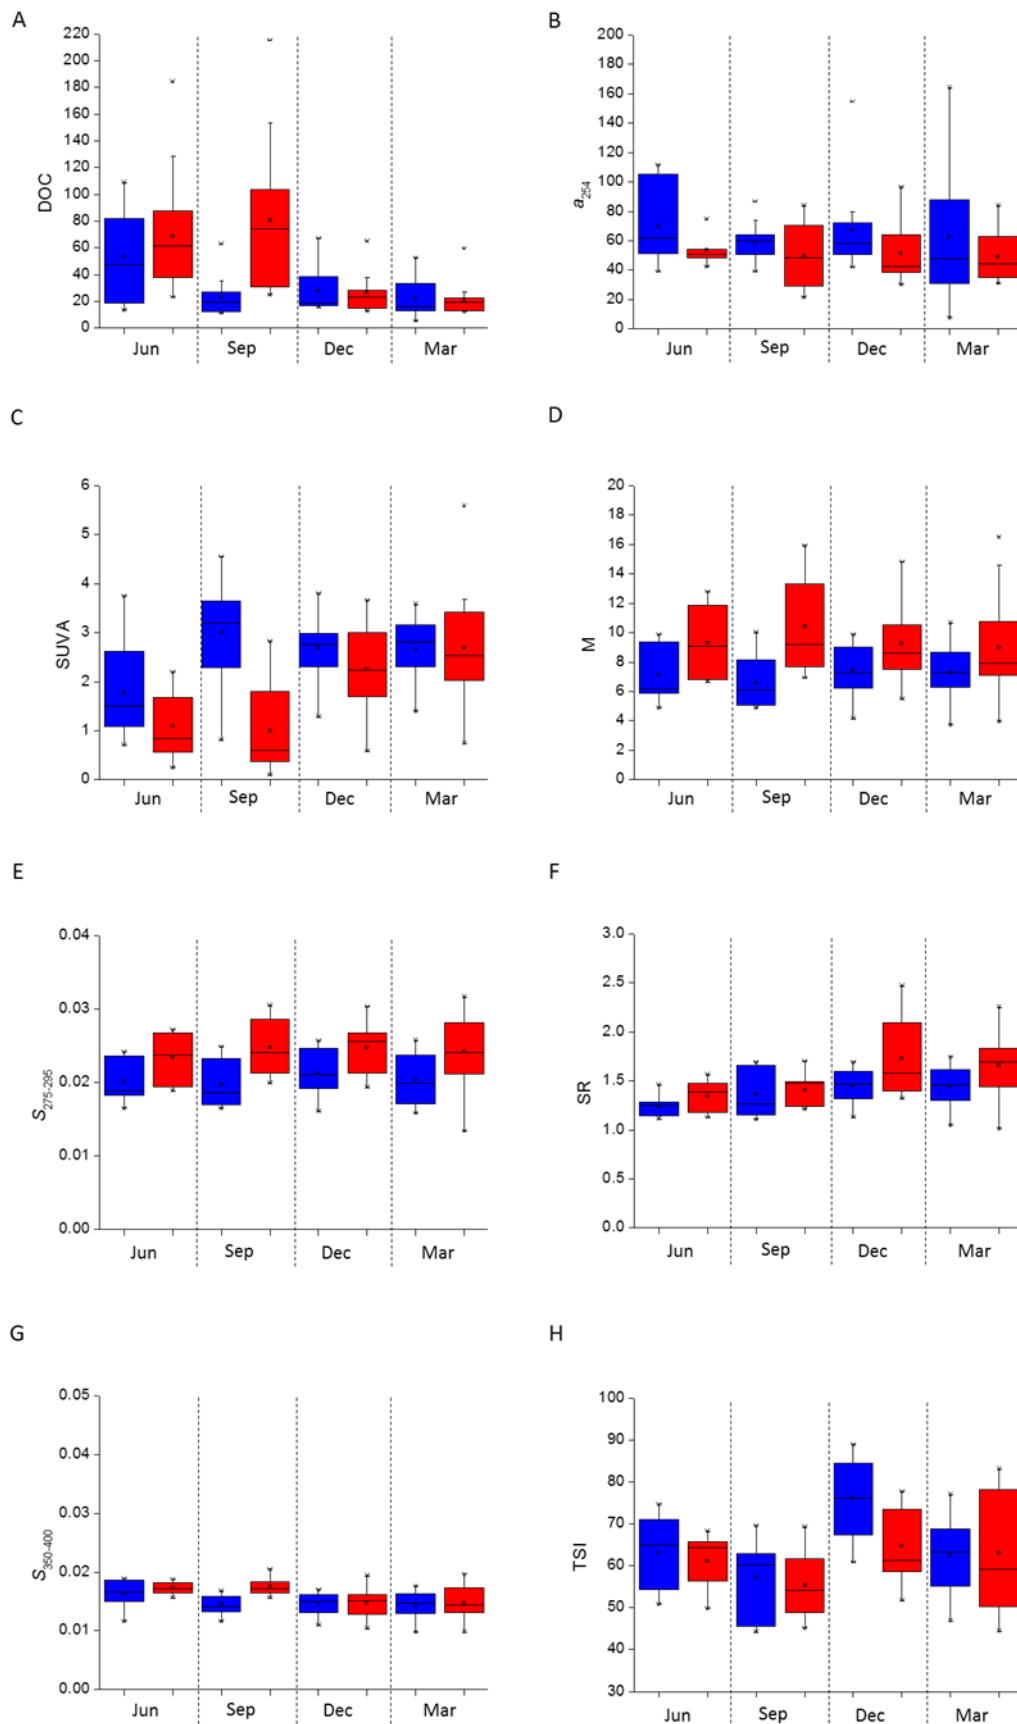 A
B
220
200
180
160
140
120
100
80
60
40
20
0
DOC
Jun Sep Dec Mar
200
180
160
140
120
100
80
60
40
20
0
a254
Jun Sep Dec Mar
C
D
6
5
4
3
2
1
0
SUVA
Jun Sep Dec Mar
20
18
16
14
12
10
8
6
4
2
0
M
Jun Sep Dec Mar
E
F
0.04
0.03
0.02
0.01
0.00
S275-295
Jun Sep Dec Mar
3.0
2.5
2.0
1.5
1.0
0.5
0.0
SR
Jun Sep Dec Mar
G
H
0.05
0.04
0.03
0.02
0.01
0.00
S350-400
Jun Sep Dec Mar
100
90
80
70
60
50
40
30
TSI
Jun Sep Dec Mar